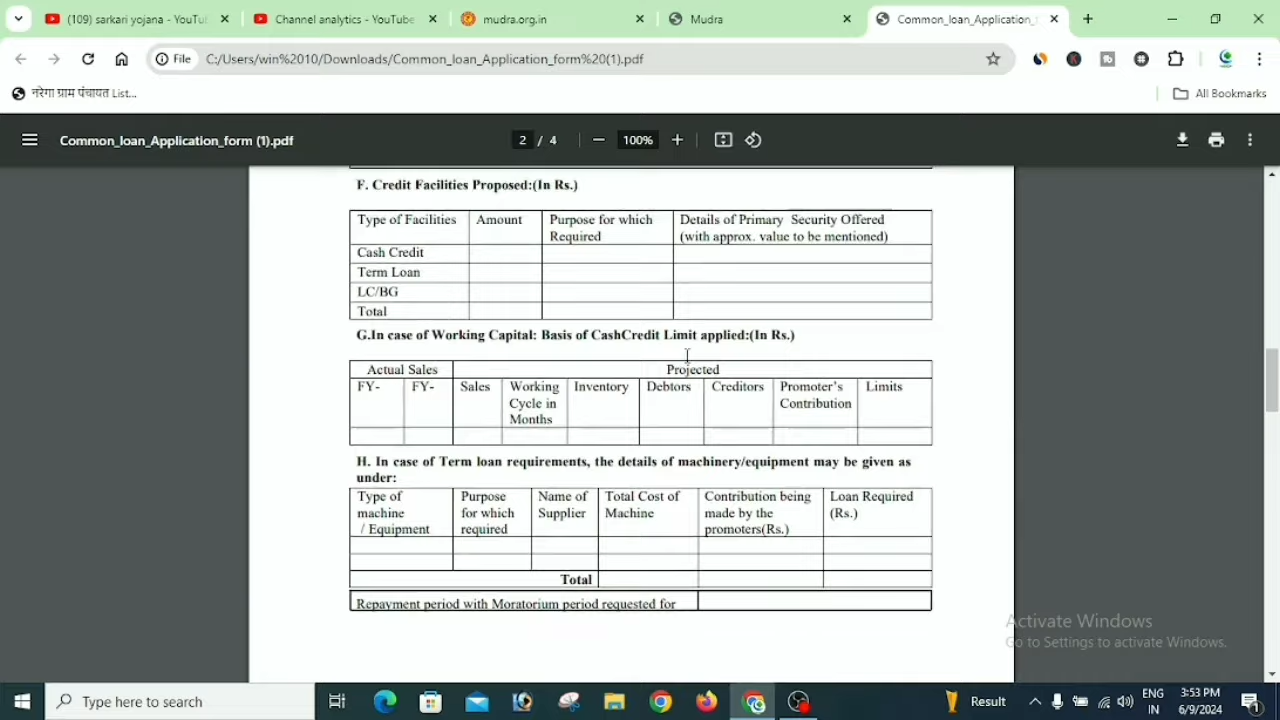 (109) sarkari yojana - YouTu
Channel analytics - YouTube
mudra.org.in
Mudra
Common_loan_Application_
File
C:/Users/win%2010/Downloads/Common_loan_Application_form%20(1).pdf
नरेगा ग्राम पंचायत List...
All Bookmarks
Common_loan_Application_form (1).pdf
2 / 4
100%
F. Credit Facilities Proposed:(In Rs.)
Type of Facilities
Amount
Purpose for which
Required
Details of Primary Security Offered
(with approx. value to be mentioned)
Cash Credit
Term Loan
LC/BG
Total
G.In case of Working Capital: Basis of CashCredit Limit applied:(In Rs.)
Actual Sales
Projected
FY-
FY-
Sales
Working
Cycle in
Months
Inventory
Debtors
Creditors
Promoter's
Contribution
Limits
H. In case of Term loan requirements, the details of machinery/equipment may be given as
under:
Type of
machine
/ Equipment
Purpose
for which
required
Name of
Supplier
Total Cost of
Machine
Contribution being
made by the
promoters(Rs.)
Loan Required
(Rs.)
Total
Repayment period with Moratorium period requested for
Activate Windows
Go to Settings to activate Windows.
Type here to search
Result
ENG
IN
3:53 PM
6/9/2024
1